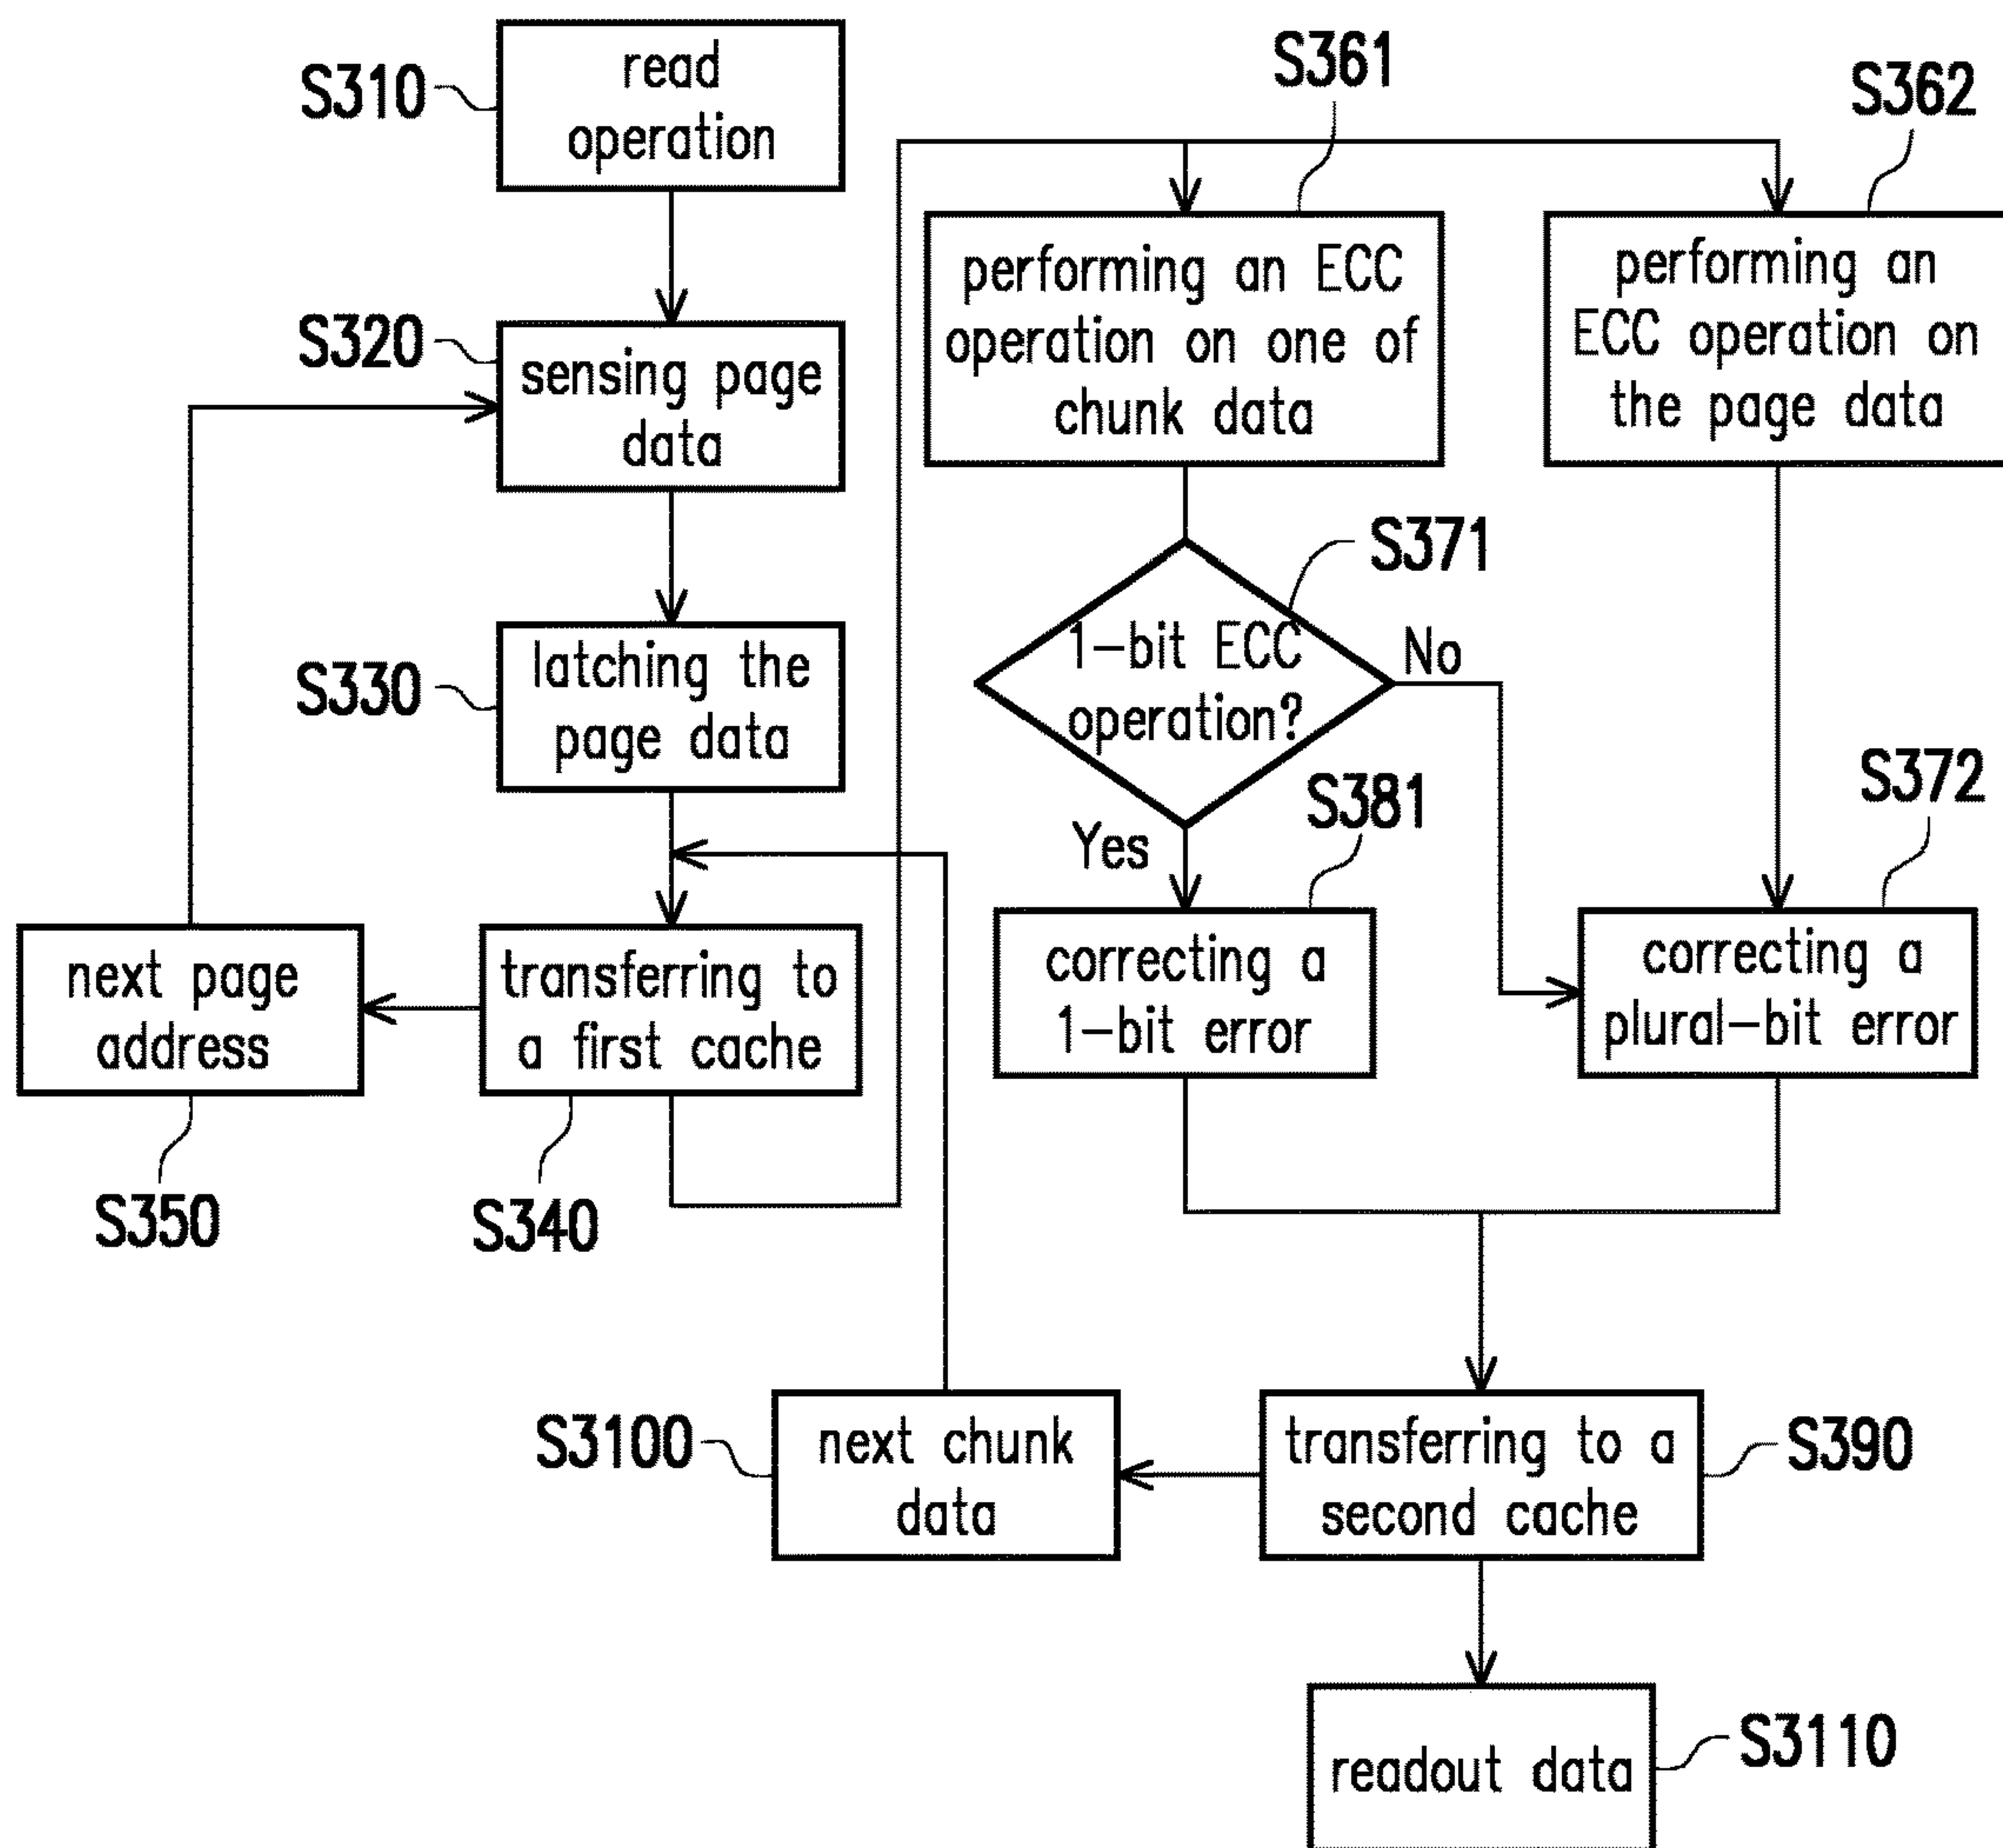 S310
read
operation
S320
sensing page
data
S330
latching the
page data
S340
transferring to
a first cache
S350
next page
address
S361
performing an ECC
operation on one of
chunk data
S362
performing an
ECC operation on
the page data
S371
1-bit ECC
operation?
No
Yes
S381
correcting a
1-bit error
S372
correcting a
plural-bit error
S390
transferring to a
second cache
S3100
next chunk
data
S3110
readout data